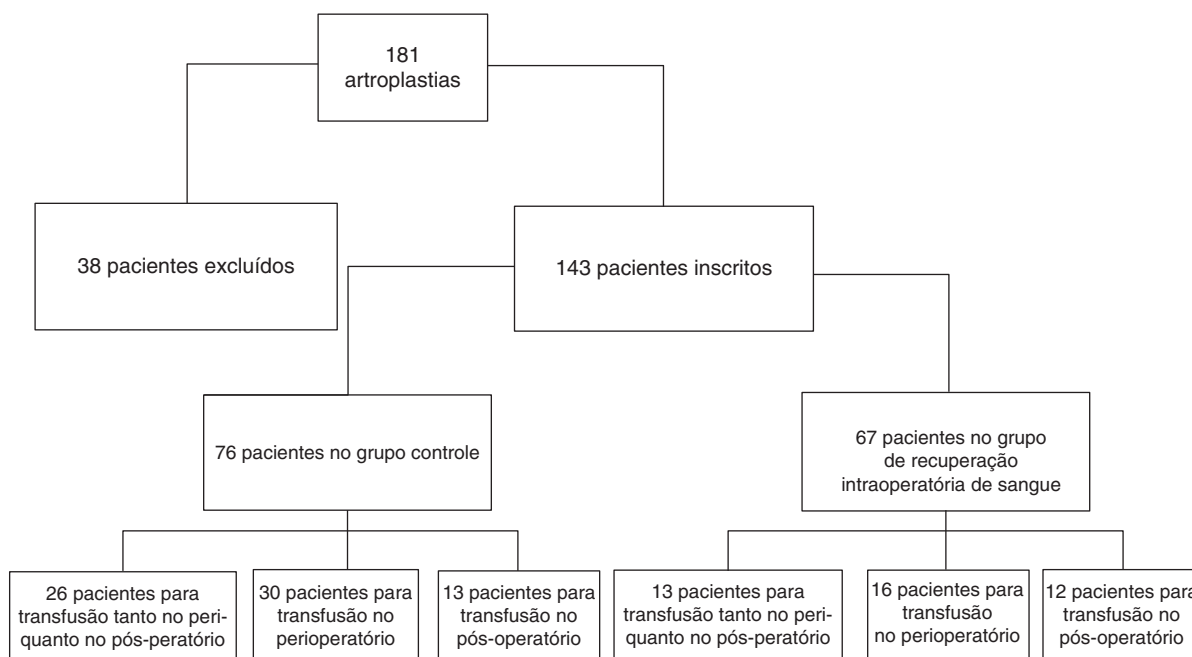 181
artroplastias
38 pacientes excluídos
143 pacientes inscritos
76 pacientes no grupo controle
67 pacientes no grupo
de recuperação
intraoperatória de sangue
26 pacientes para
transfusão tanto no peri-
quanto no pós-peratório
30 pacientes para
transfusão no
perioperatório
13 pacientes para
transfusão no
pós-operatório
13 pacientes para
transfusão tanto no peri-
quanto no pós-peratório
16 pacientes para
transfusão
no perioperatório
12 pacientes para
transfusão no
pós-operatório